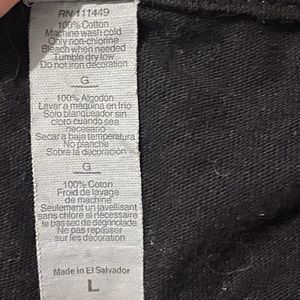 RN 111449
100% Cotton
Machine wash cold
Only non-chlorine
Bleach when needed
Tumble dry low
Do not iron decoration
G
100% Algodón
Lavar a maquina en frio
Sólo blanqueador sin
cloro cuando sea
necesario
Secar a baja temperatura
No planche
Sobre la decoración
G
100% Coton
Froid de lavage
de machine
Seulement un javellisant
sans chlore si nécessaire
le bas sec de degringolade
Ne pas repasser
sur les décoration
Made in El Salvador
L